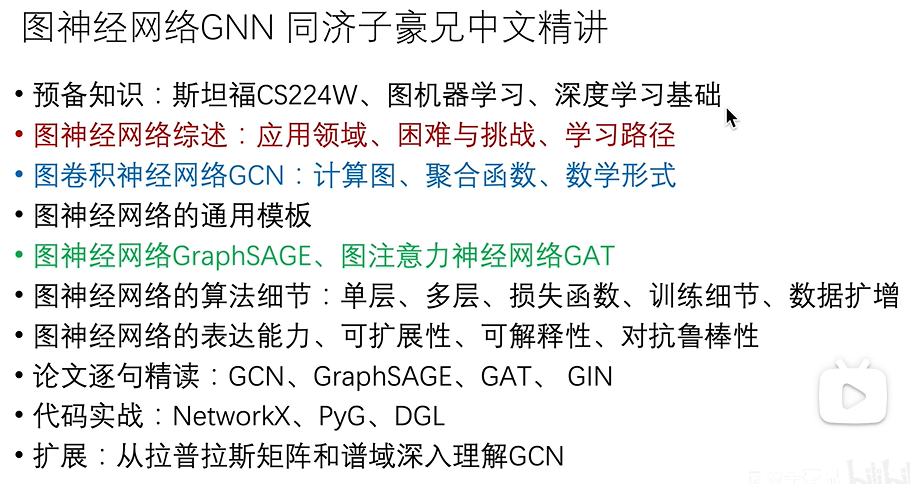 图神经网络GNN 同济子豪兄中文精讲
• 预备知识：斯坦福CS224W、图机器学习、深度学习基础
• 图神经网络综述：应用领域、困难与挑战、学习路径
• 图卷积神经网络GCN：计算图、聚合函数、数学形式
• 图神经网络的通用模板
• 图神经网络GraphSAGE、图注意力神经网络GAT
• 图神经网络的算法细节：单层、多层、损失函数、训练细节、数据扩增
• 图神经网络的表达能力、可扩展性、可解释性、对抗鲁棒性
• 论文逐句精读：GCN、GraphSAGE、GAT、 GIN
• 代码实战：NetworkX、PyG、DGL
• 扩展：从拉普拉斯矩阵和谱域深入理解GCN